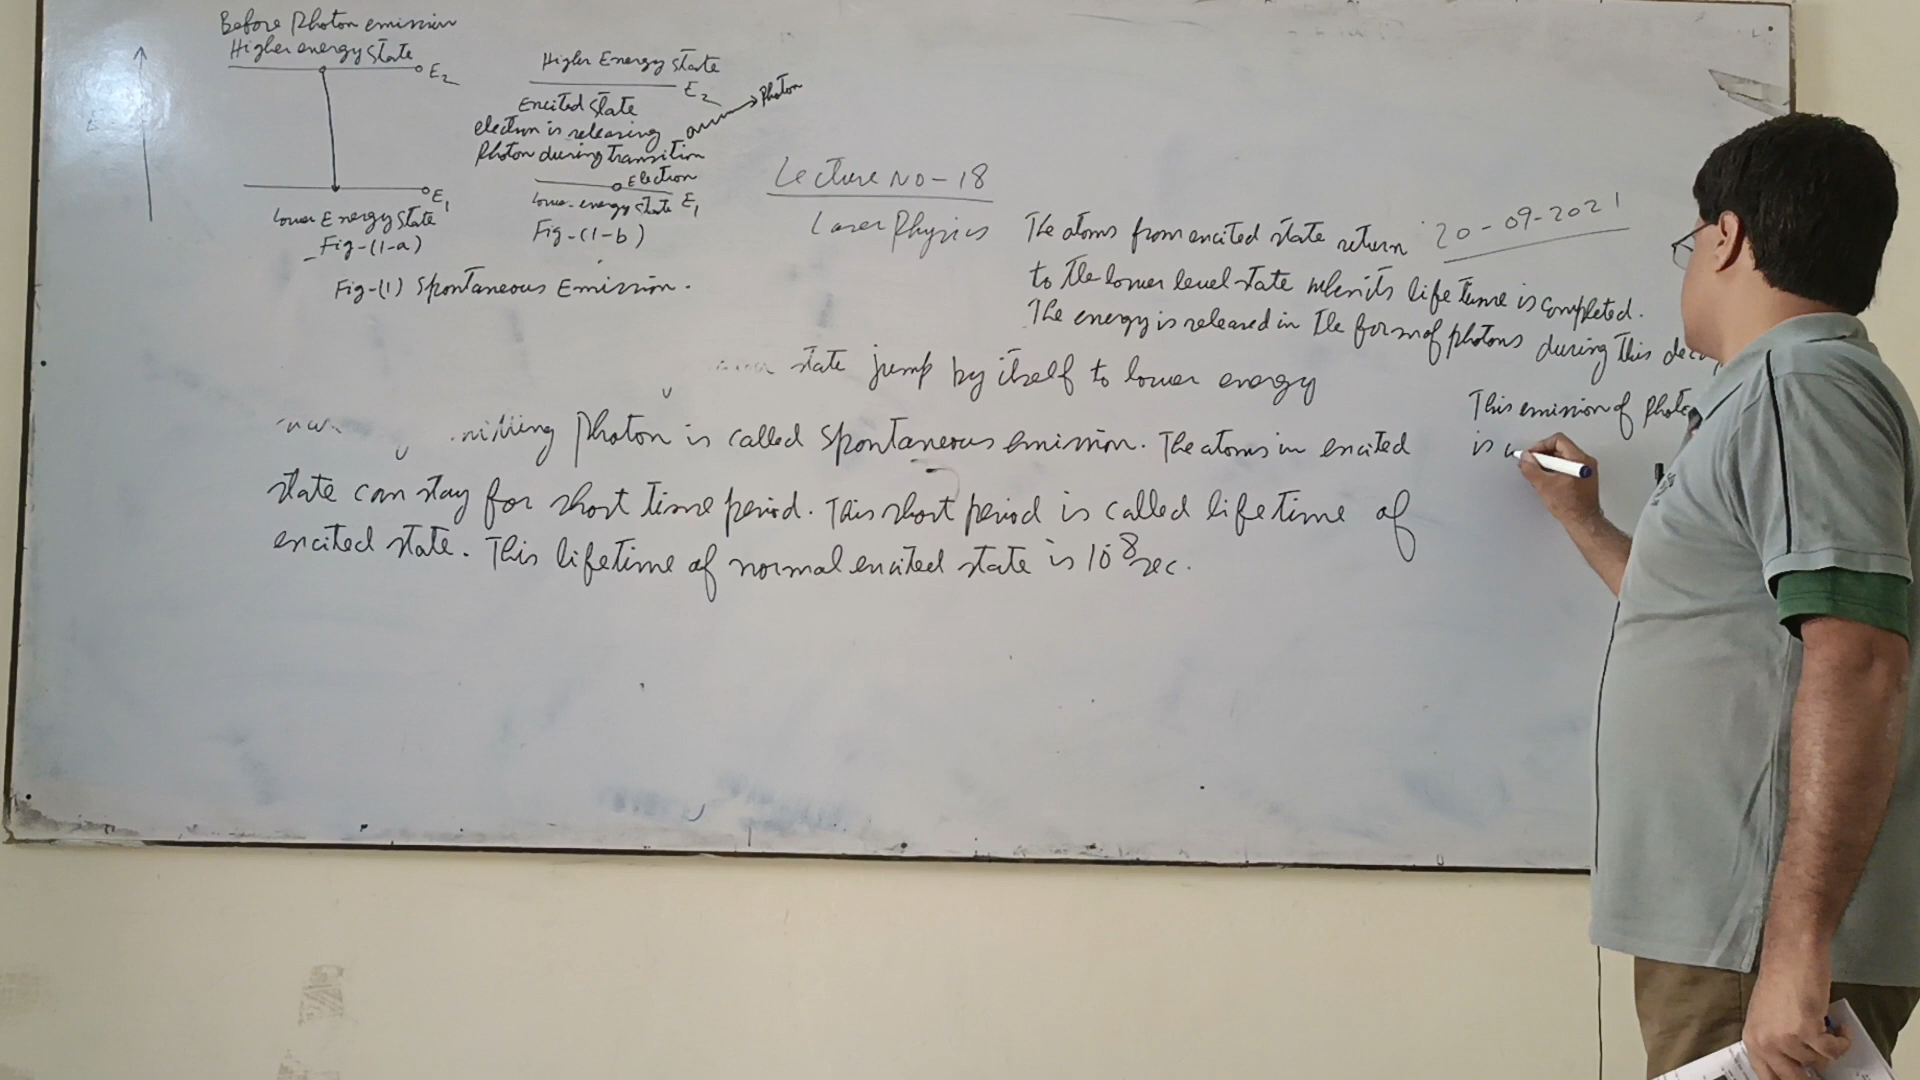 Before Photon emission
Higher energy state
E2
E1
Lower Energy state
Fig-(1-a)
Higher Energy state
E2
Excited state
electron is releasing
Photon during transition
Photon
Electron
Lower energy state E1
Fig-(1-b)
Fig-(1) Spontaneous Emission.
Lecture No-18
Laser Physics
20-09-2021
The atoms from excited state return
to the lower level state when its life time is completed.
The energy is released in the form of photons during this
This emission of
is
state jump by itself to lower energy
photon is called spontaneous emission. The atoms in excited
state can stay for short time period. This short period is called lifetime of
excited state. This lifetime of normal excited state is 10-8 sec.